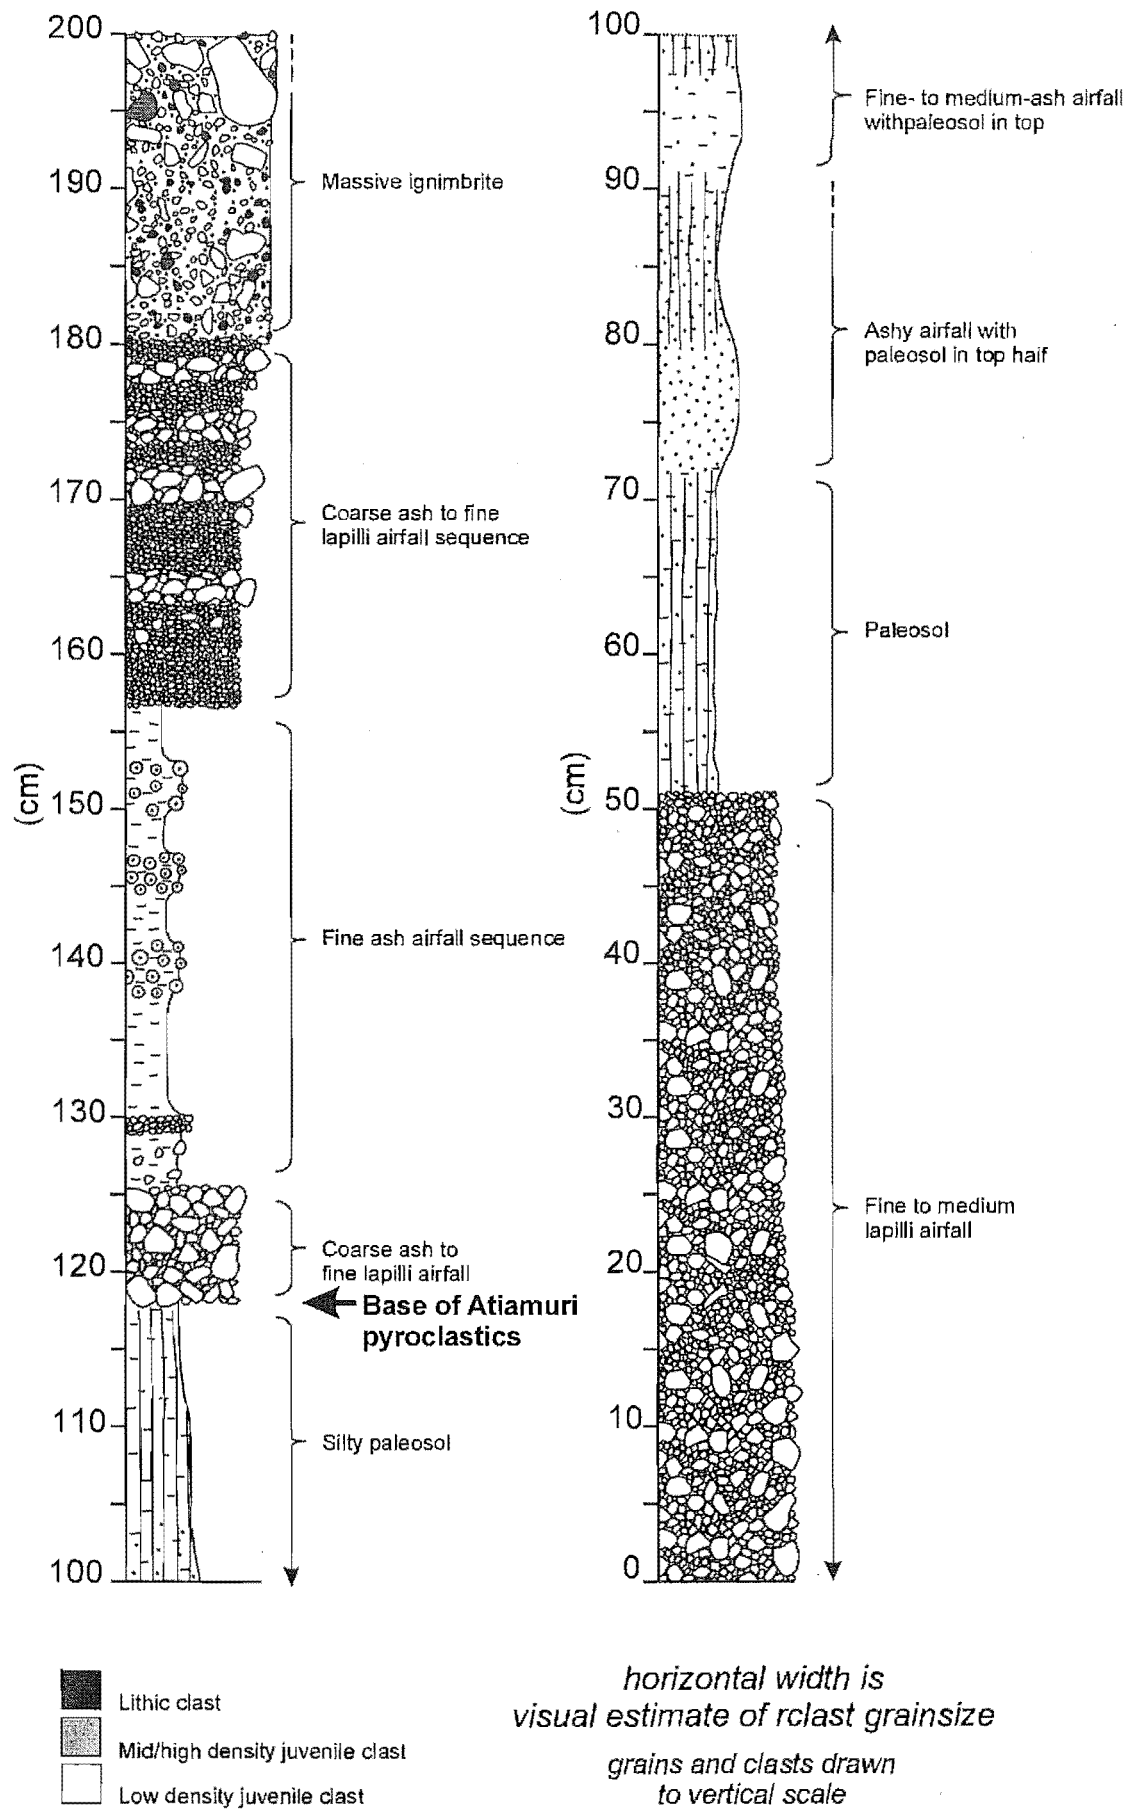 200
190
180
170
160
150
140
130
120
110
100
(cm)
Massive ignimbrite
Coarse ash to fine
lapilli airfall sequence
Fine ash airfall sequence
Coarse ash to
fine lapilli airfall
Base of Atiamuri
pyroclastics
Silty paleosol
100
90
80
70
60
50
40
30
20
10
0
(cm)
Fine- to medium-ash airfall
withpaleosol in top
Ashy airfall with
paleosol in top half
Paleosol
Fine to medium
lapilli airfall
Lithic clast
Mid/high density juvenile clast
Low density juvenile clast
horizontal width is
visual estimate of rclast grainsize
grains and clasts drawn
to vertical scale